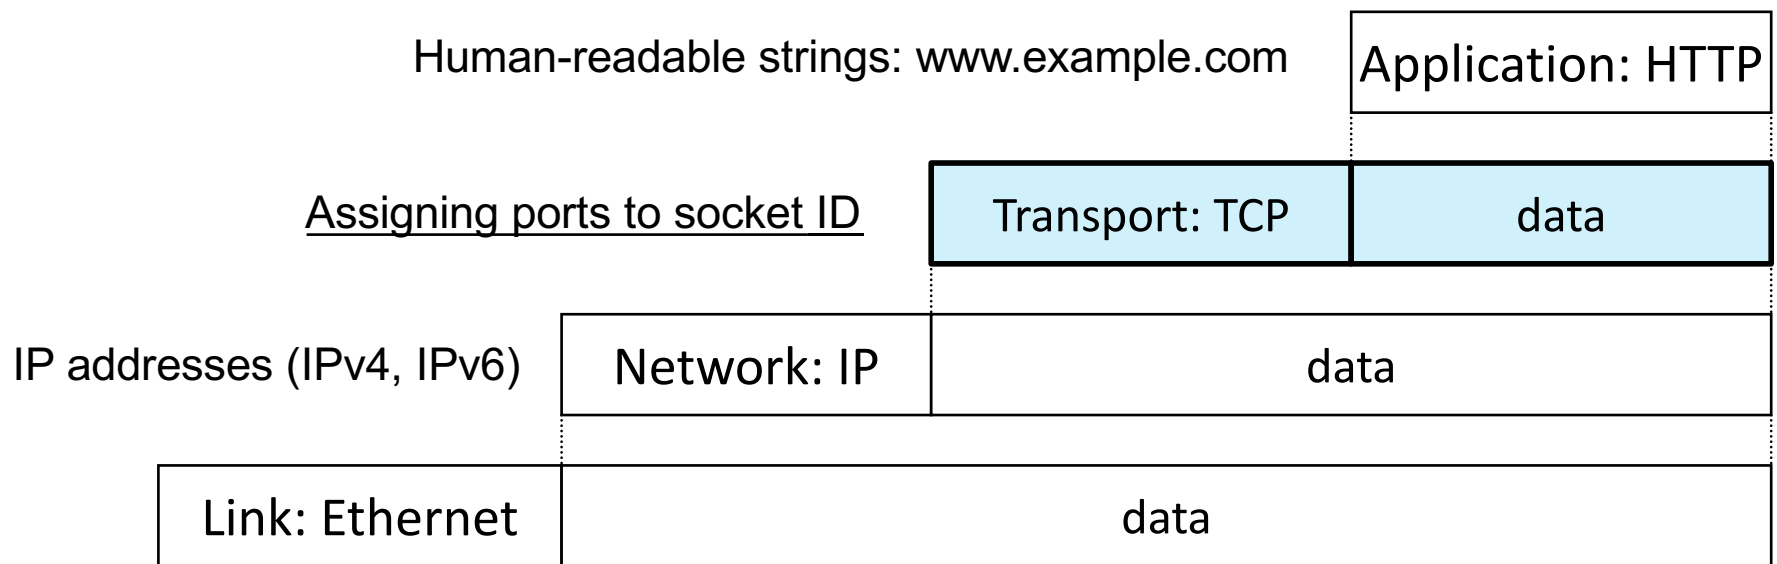 Human-readable strings: www.example.com
Application: HTTP
Assigning ports to socket ID
Transport: TCP
data
IP addresses (IPv4, IPv6)
Network: IP
data
Link: Ethernet
data